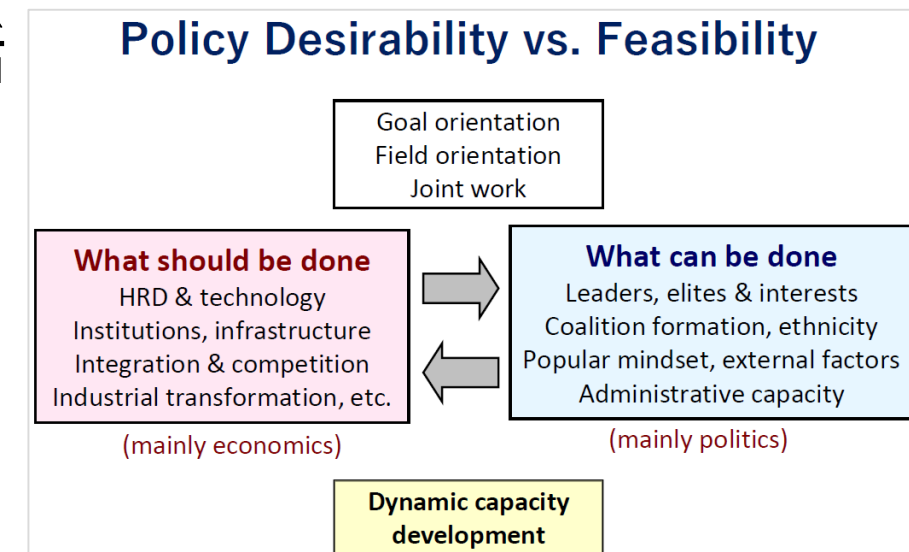 Policy Desirability vs. Feasibility
Goal orientation
Field orientation
Joint work
What should be done
HRD & technology
Institutions, infrastructure
Integration & competition
Industrial transformation, etc.
(mainly economics)
What can be done
Leaders, elites & interests
Coalition formation, ethnicity
Popular mindset, external factors
Administrative capacity
(mainly politics)
Dynamic capacity
development